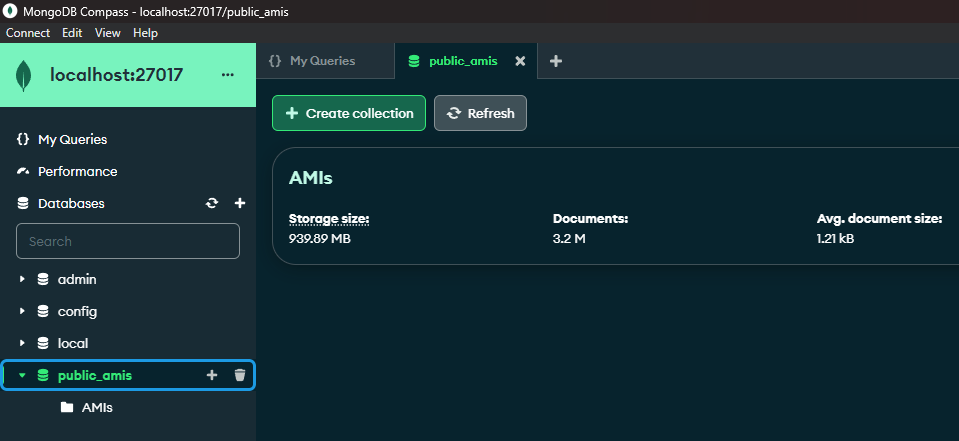 MongoDB Compass - localhost:27017/public_amis
Connect Edit View Help
localhost:27017 ...
{} My Queries
public_amis
My Queries
Performance
Databases
Search
admin
config
local
public_amis
AMIs
Create collection
Refresh
AMIs
Storage size:
939.89 MB
Documents:
3.2 M
Avg. document size:
1.21 kB